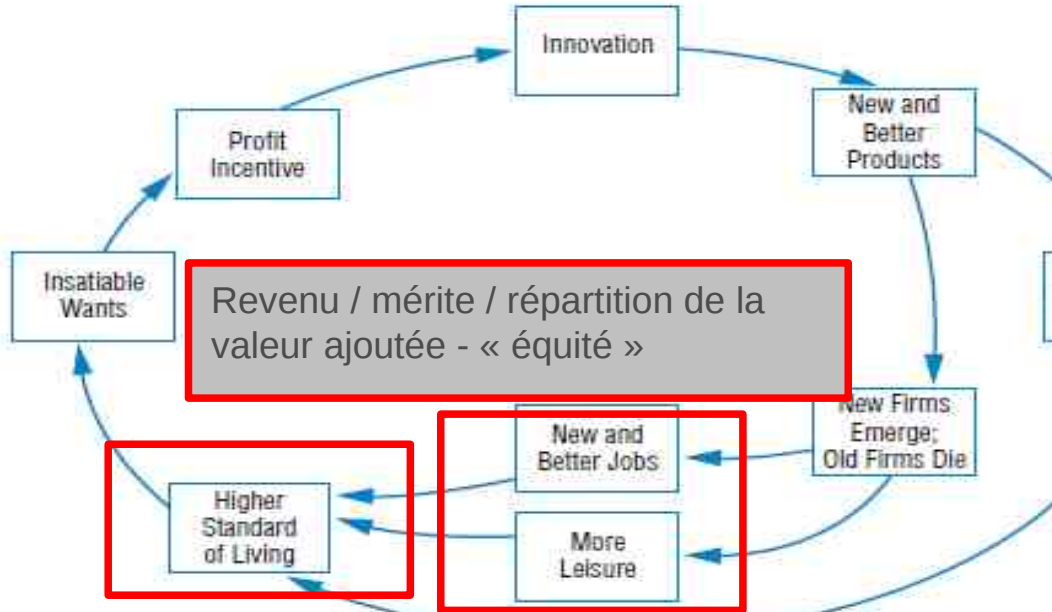 Innovation
New and
Better
Products
Profit
Incentive
Insatiable
Wants
Revenu / mérite / répartition de la
valeur ajoutée - « équité »
New Firms
Emerge;
Old Firms Die
New and
Better Jobs
Higher
Standard
of Living
More
Leisure